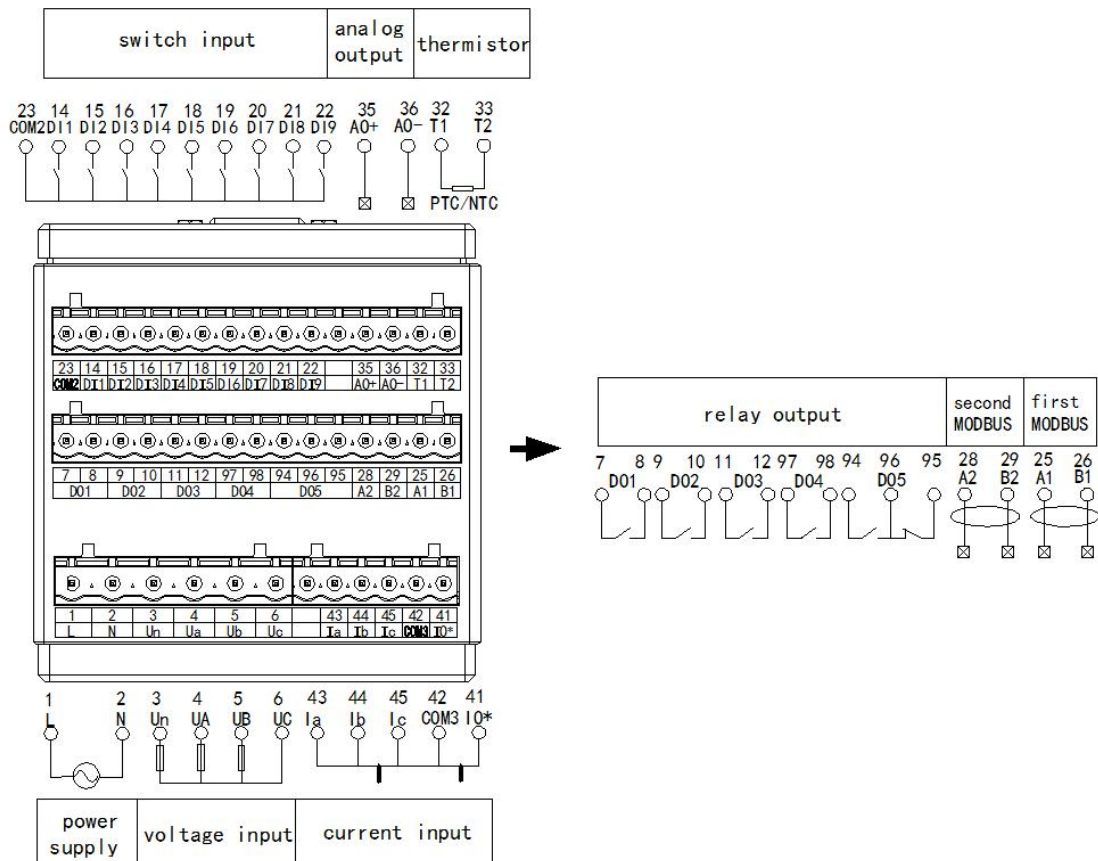 switch input
analog output
thermistor
23 14 15 16 17 18 19 20 21 22 35 36 32 33
COM2 DI1 DI2 DI3 DI4 DI5 DI6 DI7 DI8 DI9 AO+ AO- T1 T2
PTC/NTC
23 14 15 16 17 18 19 20 21 22 35 36 32 33
COM2 DI1 DI2 DI3 DI4 DI5 DI6 DI7 DI8 DI9 AO+ AO- T1 T2
7 8 9 10 11 12 97 98 94 96 95 28 29 25 26
DO1 DO2 DO3 DO4 DO5 A2 B2 A1 B1
1 2 3 4 5 6 43 44 45 42 41
L N Un Ua Ub Uc Ia Ib Ic COM3 IO*
1 2 3 4 5 6 43 44 45 42 41
L N Un UA UB UC Ia Ib Ic COM3 IO*
power supply
voltage input
current input
relay output
second MODBUS
first MODBUS
7 8 9 10 11 12 97 98 94 96 95 28 29 25 26
DO1 DO2 DO3 DO4 DO5 A2 B2 A1 B1